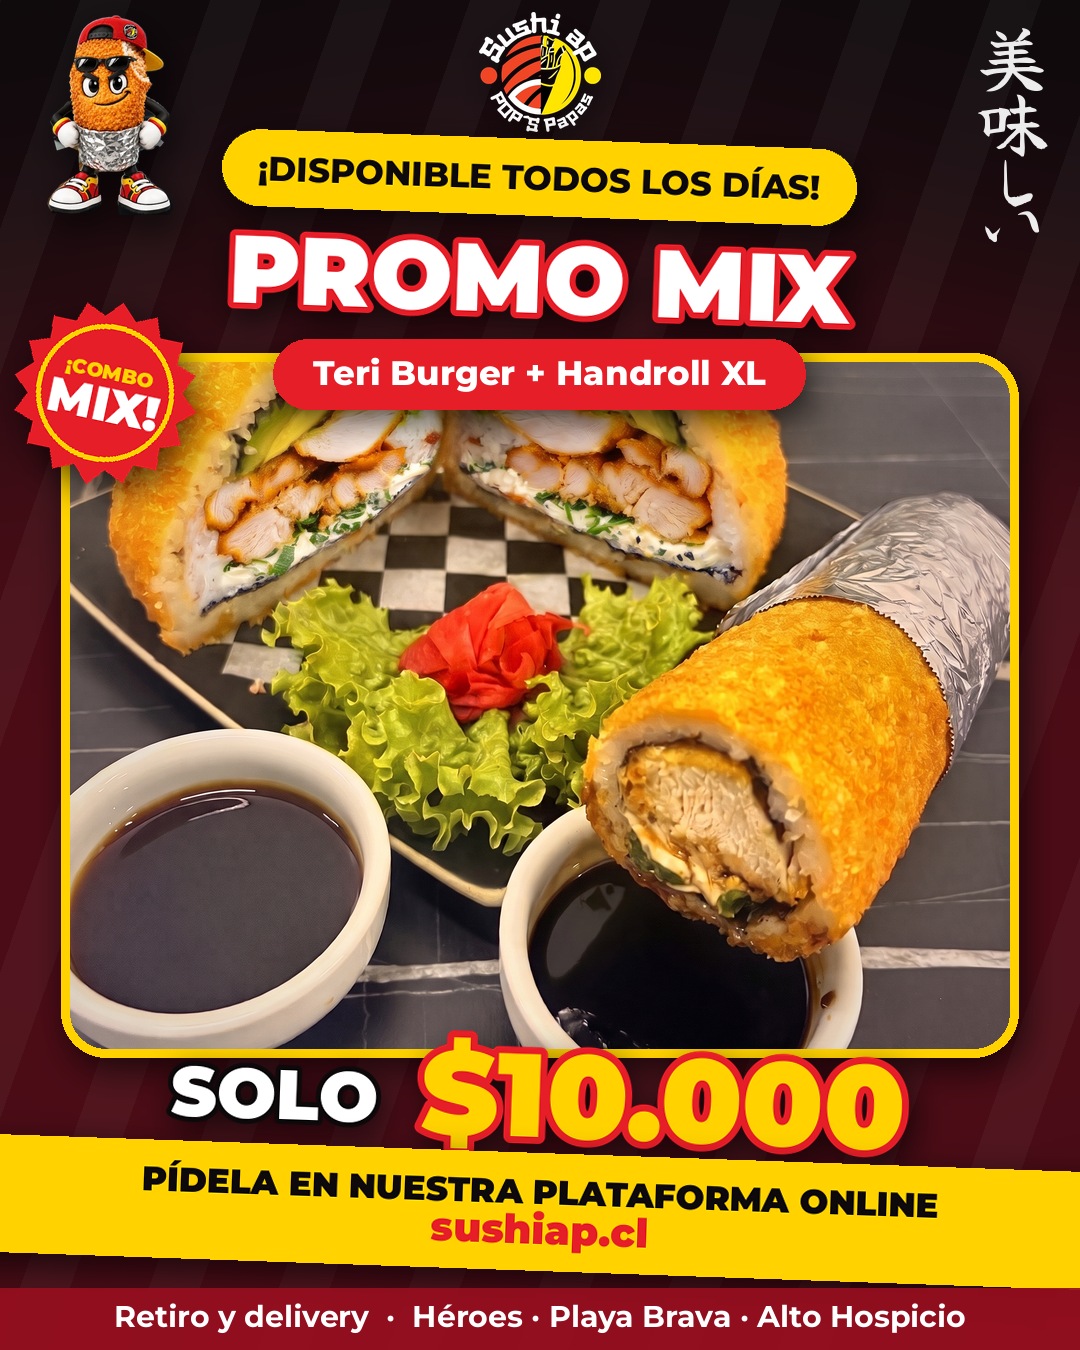 Sushi ap
POP'S Papas
美味しい
¡DISPONIBLE TODOS LOS DÍAS!
PROMO MIX
Teri Burger + Handroll XL
¡COMBO
MIX!
SOLO $10.000
PÍDELA EN NUESTRA PLATAFORMA ONLINE
sushiap.cl
Retiro y delivery · Héroes · Playa Brava · Alto Hospicio